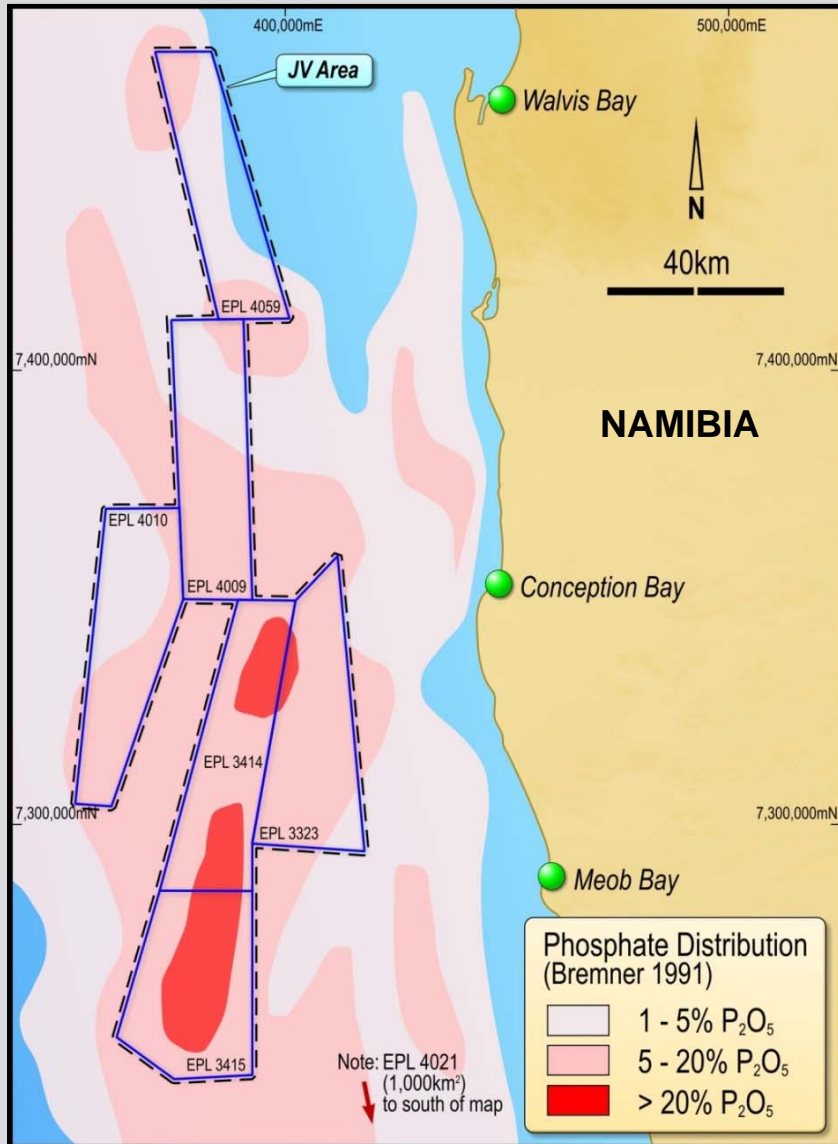 400,000mE
500,000mE
JV Area
Walvis Bay
N
40km
EPL 4059
7,400,000mN
7,400,000mN
NAMIBIA
EPL 4010
EPL 4009
Conception Bay
EPL 3414
7,300,000mN
7,300,000mN
EPL 3323
Meob Bay
Phosphate Distribution
(Bremner 1991)
1 - 5% P₂O₅
5 - 20% P₂O₅
> 20% P₂O₅
EPL 3415
Note: EPL 4021
(1,000km²)
to south of map